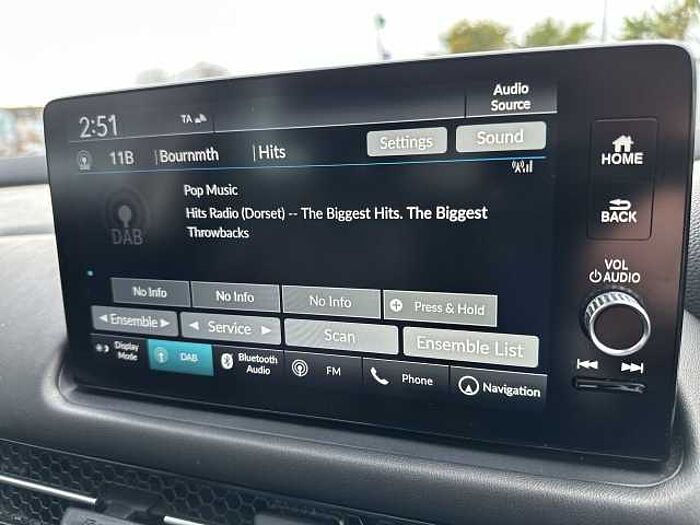 Audio
Source
2:51 TA
11B | Bournmth | Hits Settings Sound
Pop Music
Hits Radio (Dorset) -- The Biggest Hits. The Biggest
Throwbacks
DAB
No Info No Info No Info + Press & Hold
◄ Ensemble ► ◄ Service ► Scan Ensemble List
Display
Mode
DAB
Bluetooth
Audio
FM
Phone
Navigation
HOME
BACK
VOL
AUDIO